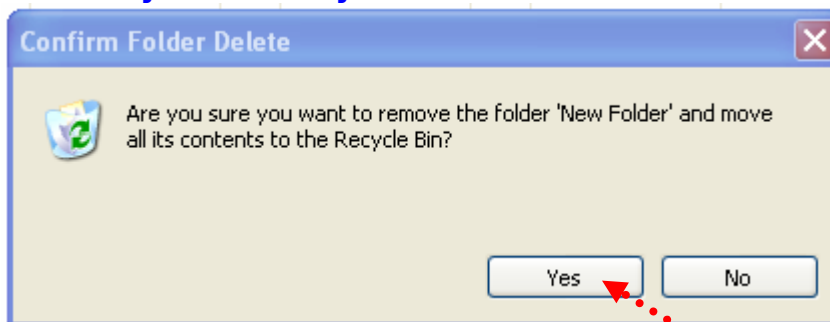 Confirm Folder Delete
Are you sure you want to remove the folder 'New Folder' and move
all its contents to the Recycle Bin?
Yes
No